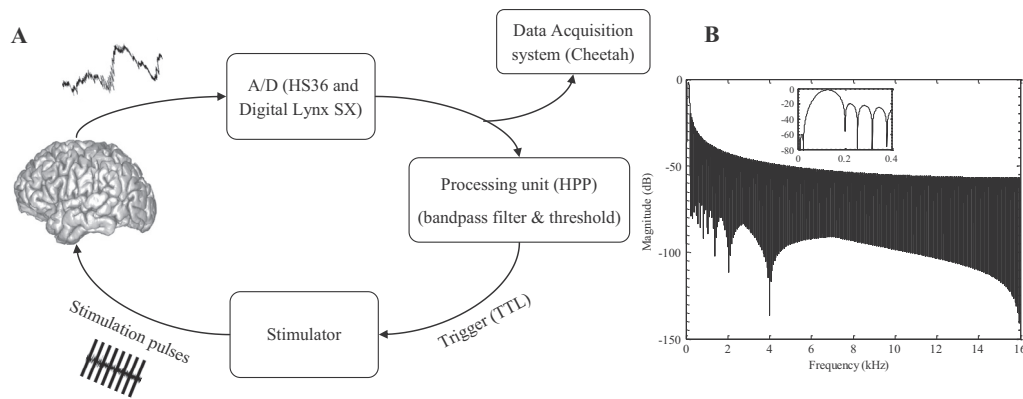 A
Data Acquisition
system (Cheetah)
A/D (HS36 and
Digital Lynx SX)
Processing unit (HPP)
(bandpass filter & threshold)
Trigger (TTL)
Stimulator
Stimulation pulses
B
0
-50
-100
-150
Magnitude (dB)
0
-20
-40
-60
-80
0
0.2
0.4
0
2
4
6
8
10
12
14
16
Frequency (kHz)